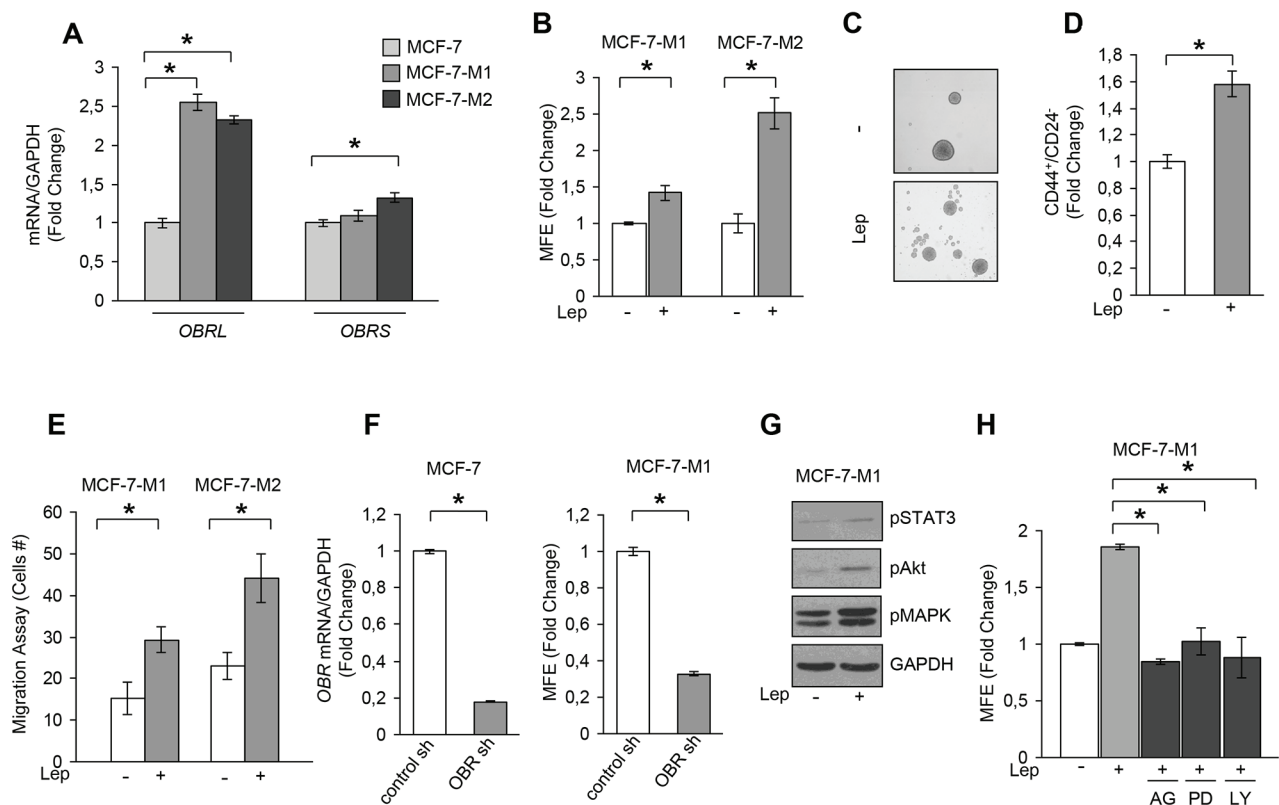 A
MCF-7
MCF-7-M1
MCF-7-M2
*
*
*
mRNA/GAPDH
(Fold Change)
3
2,5
2
1,5
1
0,5
0
OBRL
OBRS
B
MCF-7-M1
MCF-7-M2
*
*
MFE (Fold Change)
3
2,5
2
1,5
1
0,5
0
Lep
-
+
-
+
C
-
Lep
D
*
CD44+/CD24-
(Fold Change)
1,8
1,6
1,4
1,2
1
0,8
0,6
0,4
0,2
0
Lep
-
+
E
MCF-7-M1
MCF-7-M2
*
*
Migration Assay (Cells #)
60
50
40
30
20
10
0
Lep
-
+
-
+
F
MCF-7
*
OBR mRNA/GAPDH
(Fold Change)
1,2
1
0,8
0,6
0,4
0,2
0
control sh
OBR sh
MCF-7-M1
*
MFE (Fold Change)
1,2
1
0,8
0,6
0,4
0,2
0
control sh
OBR sh
G
MCF-7-M1
pSTAT3
pAkt
pMAPK
GAPDH
Lep
-
+
H
MCF-7-M1
*
*
*
MFE (Fold Change)
2
1,5
1
0,5
0
Lep
-
+
+
+
+
AG
PD
LY